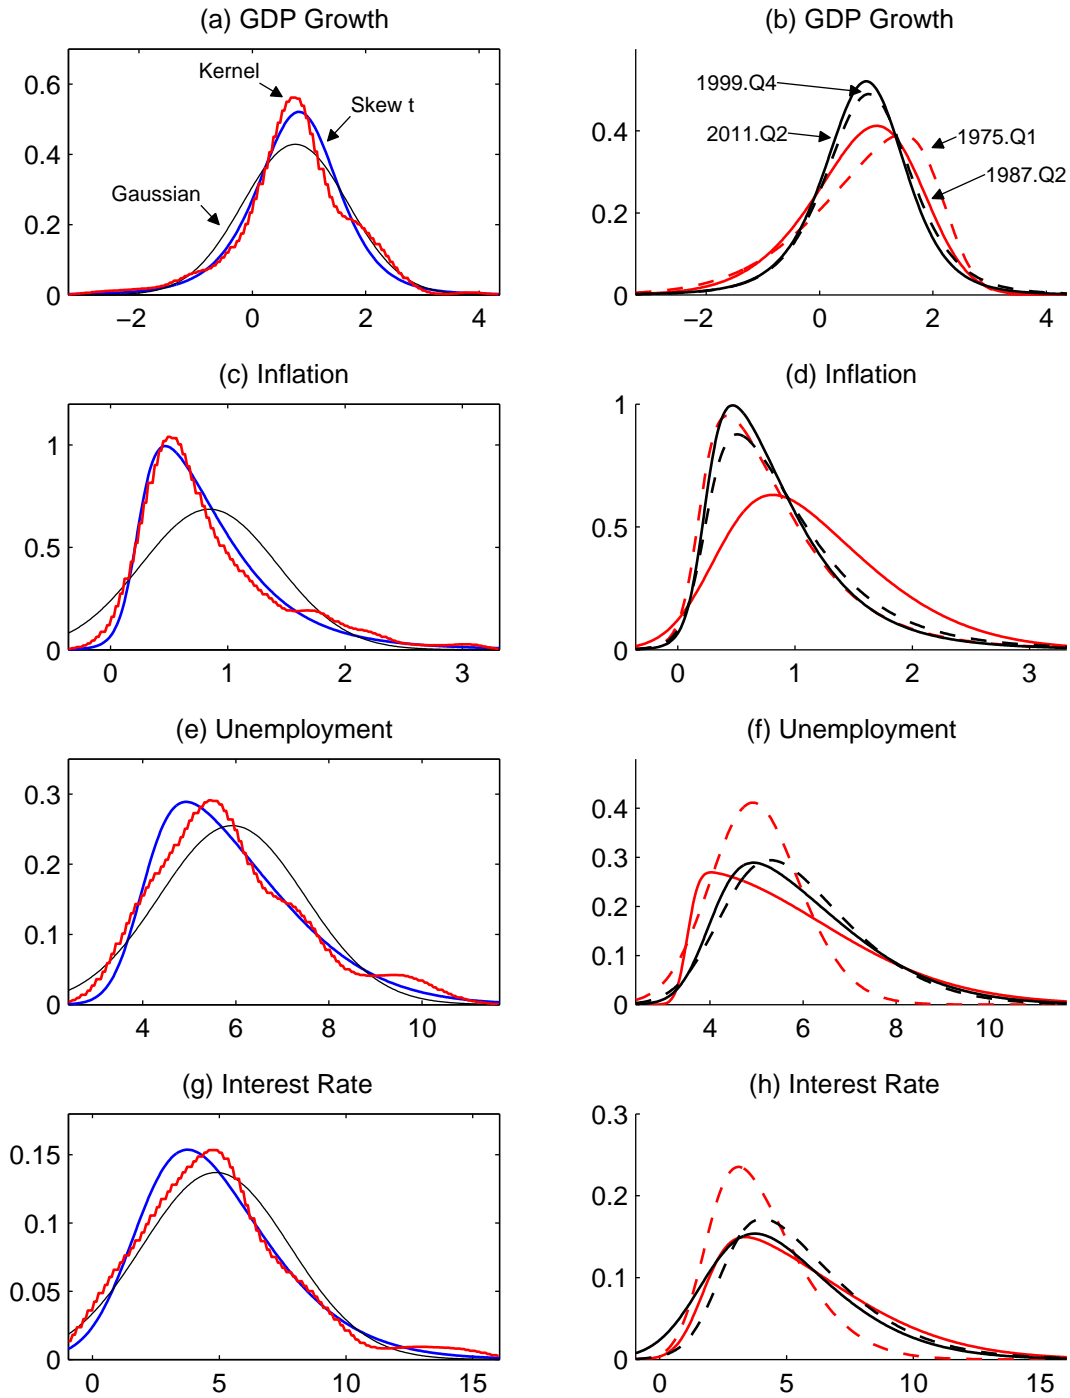 (a) GDP Growth
0.6
0.4
0.2
0
Kernel
Skew t
Gaussian
−2 0 2 4
(b) GDP Growth
0.4
0.2
0
1999.Q4
2011.Q2
1975.Q1
1987.Q2
−2 0 2 4
(c) Inflation
1
0.5
0
0 1 2 3
(d) Inflation
1
0.5
0
0 1 2 3
(e) Unemployment
0.3
0.2
0.1
0
4 6 8 10
(f) Unemployment
0.4
0.3
0.2
0.1
0
4 6 8 10
(g) Interest Rate
0.15
0.1
0.05
0
0 5 10 15
(h) Interest Rate
0.3
0.2
0.1
0
0 5 10 15